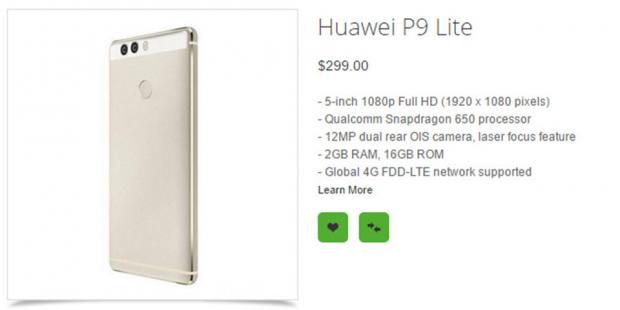 Huawei P9 Lite
$299.00
- 5-inch 1080p Full HD (1920 x 1080 pixels)
- Qualcomm Snapdragon 650 processor
- 12MP dual rear OIS camera, laser focus feature
- 2GB RAM, 16GB ROM
- Global 4G FDD-LTE network supported
Learn More